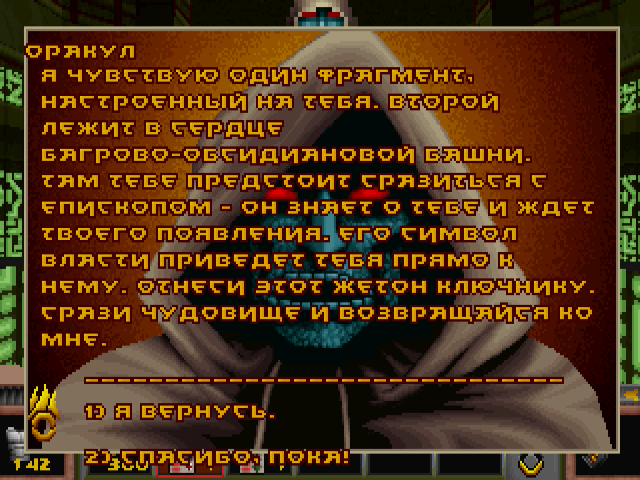 ОРАКУЛ
Я ЧУВСТВУЮ ОДИН ФРАГМЕНТ,
НАСТРОЕННЫЙ НА ТЕБЯ. ВТОРОЙ
ЛЕЖИТ В СЕРДЦЕ
БАГРОВО-ОБСИДИАНОВОЙ БАШНИ.
ТАМ ТЕБЕ ПРЕДСТОИТ СРАЗИТЬСЯ С
ЕПИСКОПОМ - ОН ЗНАЕТ О ТЕБЕ И ЖДЕТ
ТВОЕГО ПОЯВЛЕНИЯ. ЕГО СИМВОЛ
ВЛАСТИ ПРИВЕДЕТ ТЕБЯ ПРЯМО К
НЕМУ. ОТНЕСИ ЭТОТ ЖЕТОН КЛЮЧНИКУ.
СРАЗИ ЧУДОВИЩЕ И ВОЗВРАЩАЙСЯ КО
МНЕ.
1) Я ВЕРНУСЬ.
2) СПАСИБО, ПОКА!
142